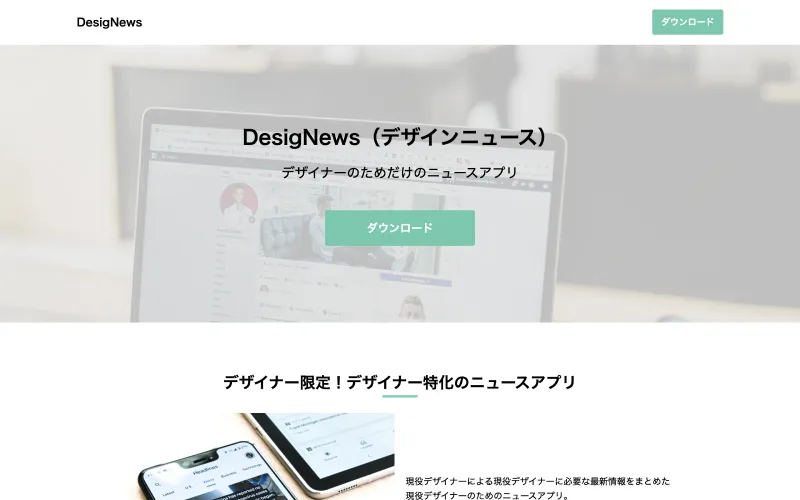 DesigNews
ダウンロード
DesigNews（デザインニュース）
デザイナーのためだけのニュースアプリ
ダウンロード
デザイナー限定！デザイナー特化のニュースアプリ
Headlines
Latest
Business
Technology
現役デザイナーによる現役デザイナーに必要な最新情報をまとめた
現役デザイナーのためのニュースアプリ。